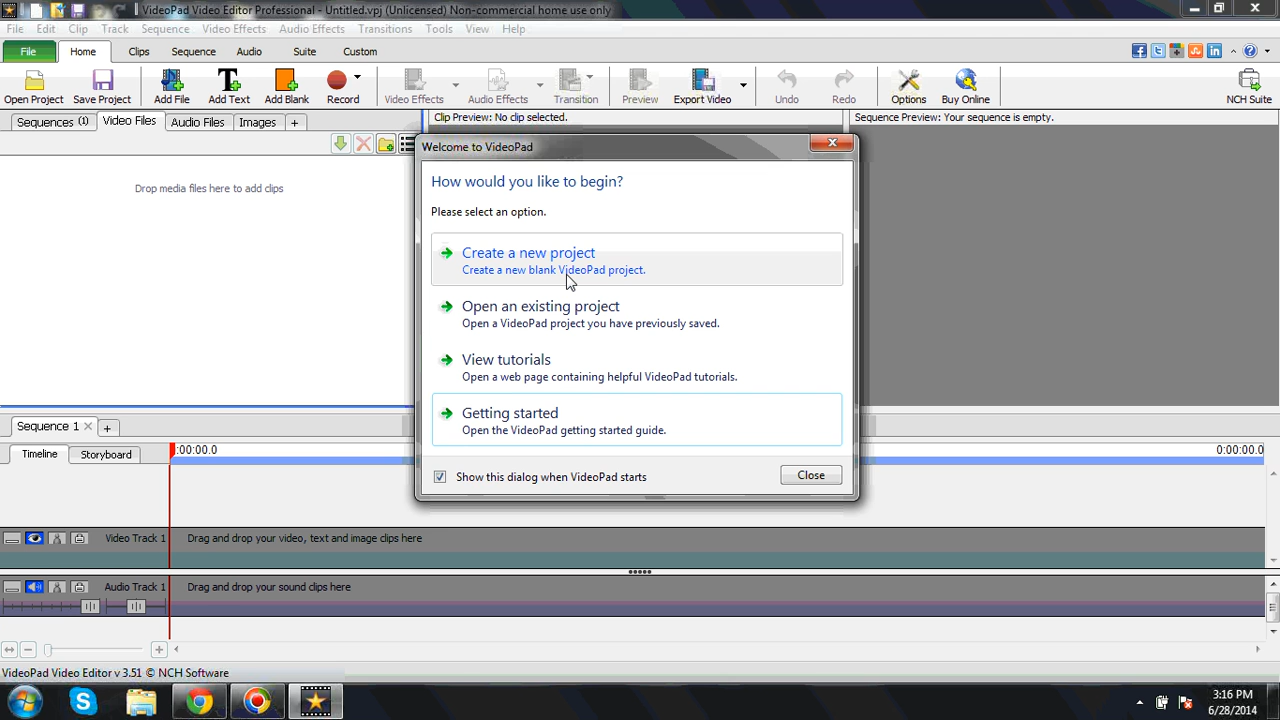 VideoPad Video Editor Professional - Untitled.vpj (Unlicensed) Non-commercial home use only
File Edit Clip Track Sequence Video Effects Audio Effects Transitions View Tools Help
File Home Clips Sequence Audio Suite Custom
Open Project Save Project Add File Add Text Add Blank Record Video Effects Audio Effects Transition Preview Export Video Undo Redo Options Buy Online NCH Suite
Sequences (1) Video Files Audio Files Images +
Clip Preview: No clip selected.
Sequence Preview: Your sequence is empty.
Drop media files here to add clips
Welcome to VideoPad
How would you like to begin?
Please select an option.
Create a new project
Create a new blank VideoPad project.
Open an existing project
Open a VideoPad project you have previously saved.
View tutorials
Open a web page containing helpful VideoPad tutorials.
Getting started
Open the VideoPad getting started guide.
Show this dialog when VideoPad starts
Close
Sequence 1
Timeline Storyboard
:00:00.0
0:00:00.0
Video Track 1 Drag and drop your video, text and image clips here
Audio Track 1 Drag and drop your sound clips here
VideoPad Video Editor v 3.51 © NCH Software
3:16 PM
6/28/2014